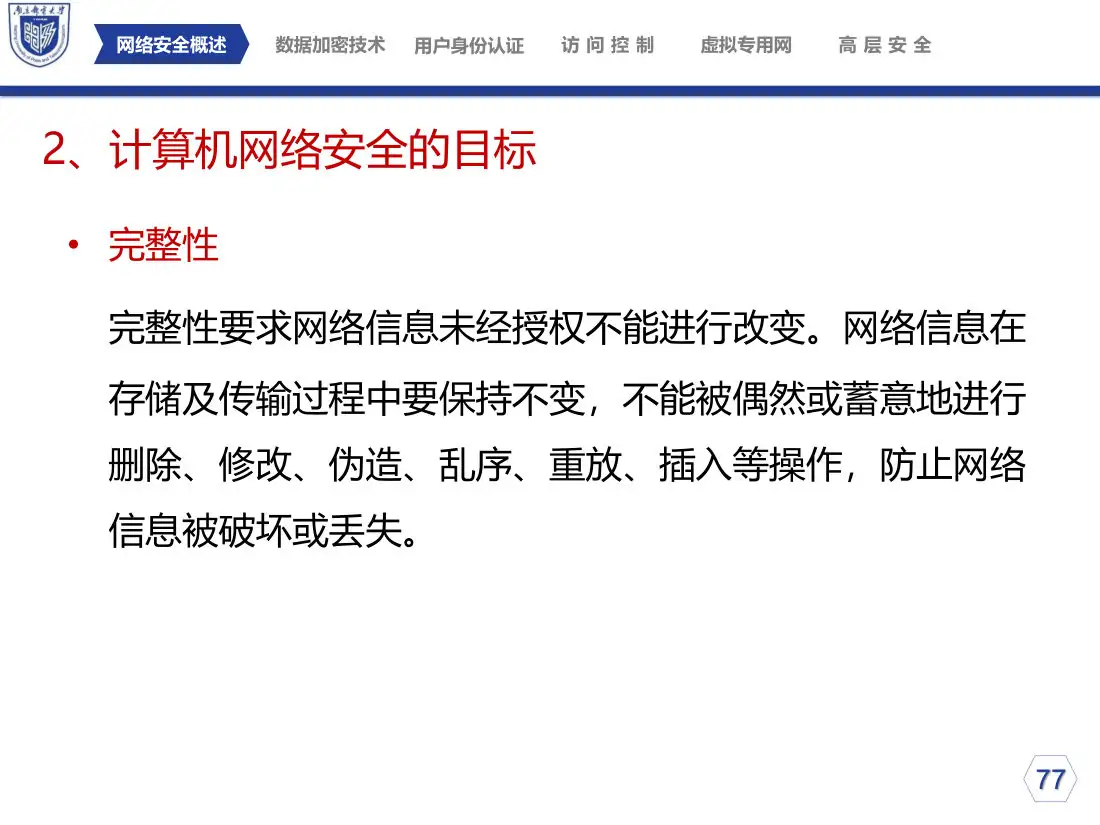 网络安全概述 数据加密技术 用户身份认证 访问控制 虚拟专用网 高层安全
2、计算机网络安全的目标
• 完整性
完整性要求网络信息未经授权不能进行改变。网络信息在
存储及传输过程中要保持不变，不能被偶然或蓄意地进行
删除、修改、伪造、乱序、重放、插入等操作，防止网络
信息被破坏或丢失。
77